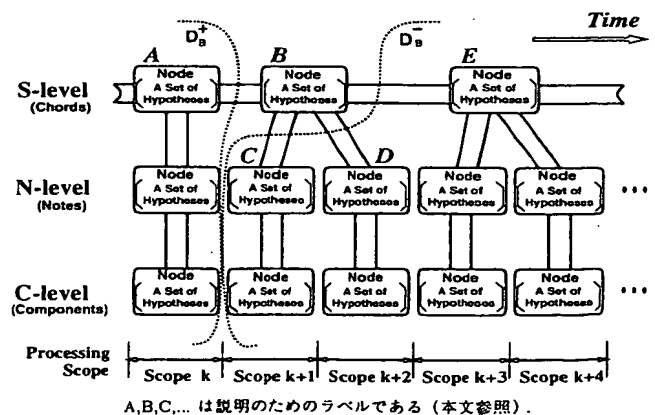 D_B^+
D_B^-
Time
A
B
E
S-level
(Chords)
Node
A Set of
Hypotheses
Node
A Set of
Hypotheses
Node
A Set of
Hypotheses
C
D
N-level
(Notes)
Node
A Set of
Hypotheses
Node
A Set of
Hypotheses
Node
A Set of
Hypotheses
Node
A Set of
Hypotheses
Node
A Set of
Hypotheses
...
C-level
(Components)
Node
A Set of
Hypotheses
Node
A Set of
Hypotheses
Node
A Set of
Hypotheses
Node
A Set of
Hypotheses
Node
A Set of
Hypotheses
...
Processing
Scope
Scope k
Scope k+1
Scope k+2
Scope k+3
Scope k+4
A,B,C,... は説明のためのラベルである (本文参照) .